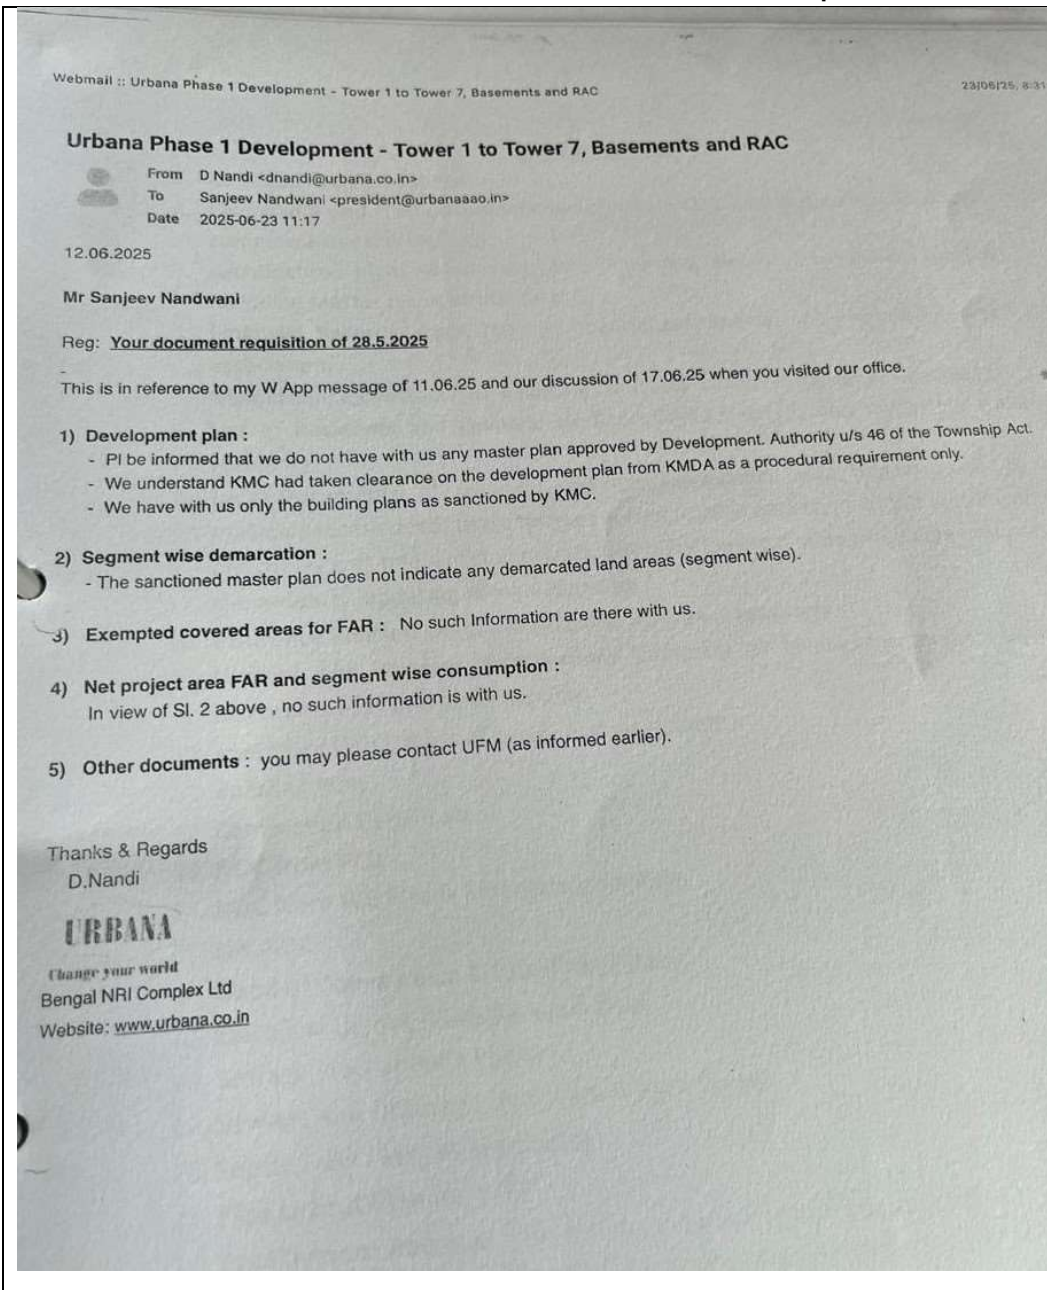 Webmail :: Urbana Phase 1 Development - Tower 1 to Tower 7, Basements and RAC
23/06/25, 8:31
Urbana Phase 1 Development - Tower 1 to Tower 7, Basements and RAC
From D Nandi <dnandi@urbana.co.in>
To Sanjeev Nandwani <president@urbanaaao.in>
Date 2025-06-23 11:17
12.06.2025
Mr Sanjeev Nandwani
Reg: Your document requisition of 28.5.2025
-
This is in reference to my W App message of 11.06.25 and our discussion of 17.06.25 when you visited our office.
1) Development plan :
- Pl be informed that we do not have with us any master plan approved by Development. Authority u/s 46 of the Township Act.
- We understand KMC had taken clearance on the development plan from KMDA as a procedural requirement only.
- We have with us only the building plans as sanctioned by KMC.
2) Segment wise demarcation :
- The sanctioned master plan does not indicate any demarcated land areas (segment wise).
3) Exempted covered areas for FAR : No such Information are there with us.
4) Net project area FAR and segment wise consumption :
In view of Sl. 2 above , no such information is with us.
5) Other documents : you may please contact UFM (as informed earlier).
Thanks & Regards
D.Nandi
URBANA
Change your world
Bengal NRI Complex Ltd
Website: www.urbana.co.in